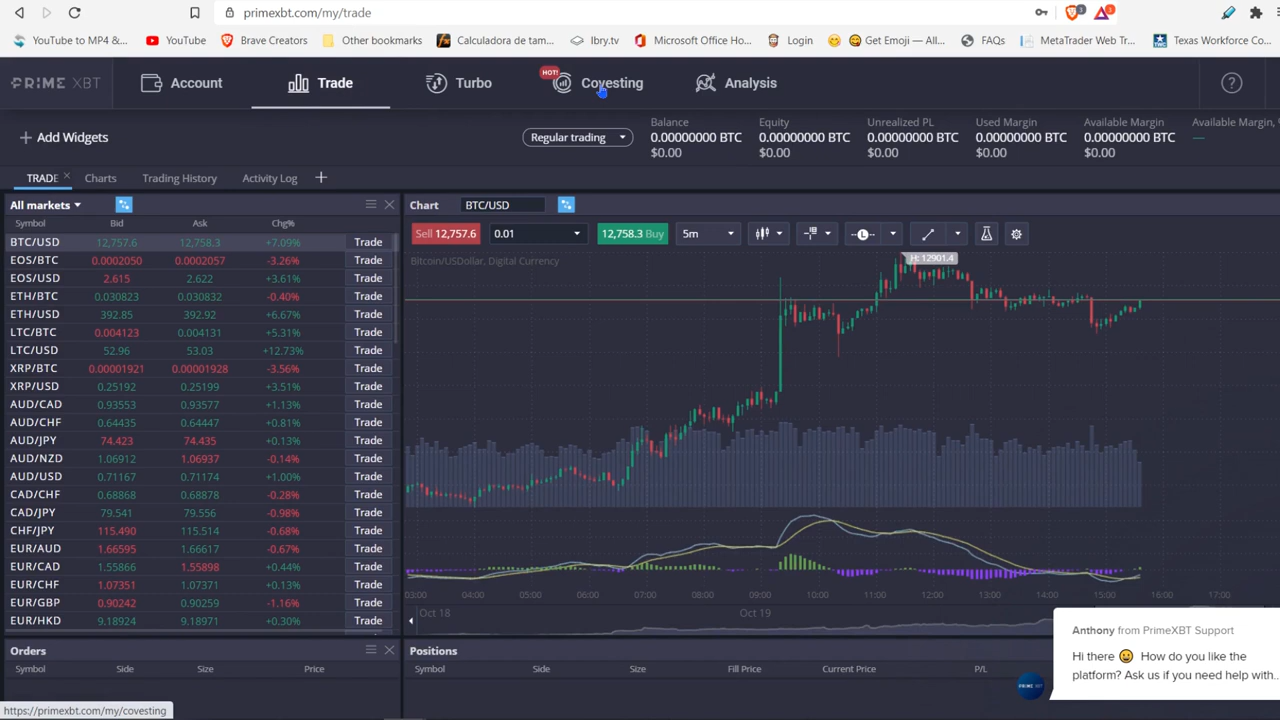 primexbt.com/my/trade
YouTube to MP4 &... YouTube Brave Creators Other bookmarks Calculadora de tam... lbry.tv Microsoft Office Ho... Login Get Emoji — All... FAQs MetaTrader Web Tr... Texas Workforce Co...
PRIME XBT Account Trade Turbo HOT! Covesting Analysis ?
+ Add Widgets Regular trading
Balance Equity Unrealized PL Used Margin Available Margin Available Margin,
0.00000000 BTC 0.00000000 BTC 0.00000000 BTC 0.00000000 BTC 0.00000000 BTC —
$0.00 $0.00 $0.00 $0.00 $0.00
TRADE Charts Trading History Activity Log +
All markets
Symbol Bid Ask Chg%
BTC/USD 12,757.6 12,758.3 +7.09% Trade
EOS/BTC 0.0002050 0.0002057 -3.26% Trade
EOS/USD 2.615 2.622 +3.61% Trade
ETH/BTC 0.030823 0.030832 -0.40% Trade
ETH/USD 392.85 392.92 +6.67% Trade
LTC/BTC 0.004123 0.004131 +5.31% Trade
LTC/USD 52.96 53.03 +12.73% Trade
XRP/BTC 0.00001921 0.00001928 -3.56% Trade
XRP/USD 0.25192 0.25199 +3.51% Trade
AUD/CAD 0.93553 0.93577 +1.13% Trade
AUD/CHF 0.64435 0.64447 +0.81% Trade
AUD/JPY 74.423 74.435 +0.13% Trade
AUD/NZD 1.06912 1.06937 -0.14% Trade
AUD/USD 0.71167 0.71174 +1.00% Trade
CAD/CHF 0.68868 0.68878 -0.28% Trade
CAD/JPY 79.541 79.556 -0.98% Trade
CHF/JPY 115.490 115.514 -0.68% Trade
EUR/AUD 1.66595 1.66617 -0.67% Trade
EUR/CAD 1.55866 1.55898 +0.44% Trade
EUR/CHF 1.07351 1.07371 +0.13% Trade
EUR/GBP 0.90242 0.90259 -1.16% Trade
EUR/HKD 9.18924 9.18971 +0.30% Trade
Chart BTC/USD
Sell 12,757.6 0.01 12,758.3 Buy 5m L
Bitcoin/USDollar, Digital Currency
H: 12901.4
03:00 04:00 05:00 06:00 07:00 08:00 09:00 10:00 11:00 12:00 13:00 14:00 15:00 16:00 17:00
Oct 18 Oct 19
Orders
Symbol Side Size Price
Positions
Symbol Side Size Fill Price Current Price P/L
Anthony from PrimeXBT Support
Hi there 😀 How do you like the
platform? Ask us if you need help with...
PRIME XBT
https://primexbt.com/my/covesting